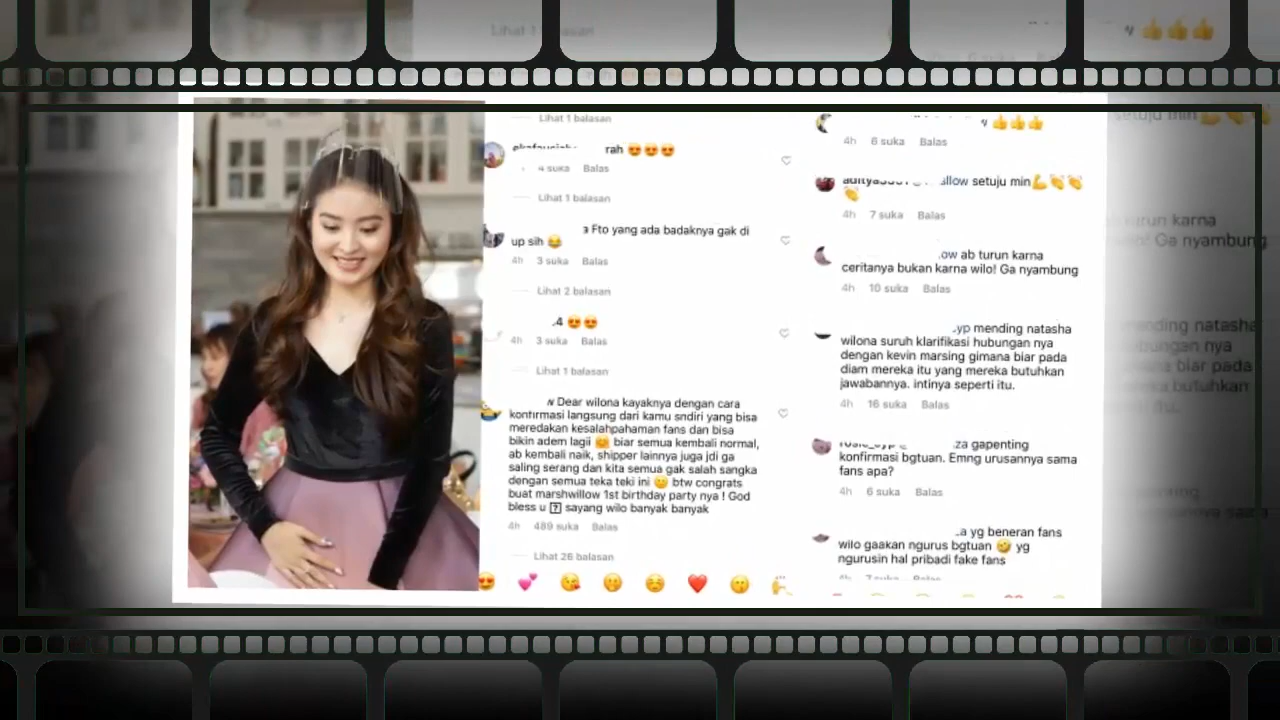 Lihat 1 balasan
rah 😍😍😍
4 suka Balas
Lihat 1 balasan
a Fto yang ada badaknya gak di
up sih 😂
4h 3 suka Balas
Lihat 2 balasan
.4 😍😍
4h 3 suka Balas
Lihat 1 balasan
Dear wilona kayaknya dengan cara
konfirmasi langsung dari kamu sndiri yang bisa
meredakan kesalahpahaman fans dan bisa
bikin adem lagii 🤗 biar semua kembali normal,
ab kembali naik, shipper lainnya juga jdi ga
saling serang dan kita semua gak salah sangka
dengan semua teka teki ini 🙂 btw congrats
buat marshwillow 1st birthday party nya ! God
bless u sayang wilo banyak banyak
4h 489 suka Balas
Lihat 26 balasan
👍👍👍
4h 6 suka Balas
allow setuju min💪👏👏
👏
4h 7 suka Balas
.ow ab turun karna
ceritanya bukan karna wilo! Ga nyambung
4h 10 suka Balas
yp mending natasha
wilona suruh klarifikasi hubungan nya
dengan kevin marsing gimana biar pada
diam mereka itu yang mereka butuhkan
jawabannya. intinya seperti itu.
4h 16 suka Balas
za gapenting
konfirmasi bgtuan. Emng urusannya sama
fans apa?
4h 6 suka Balas
.a yg beneran fans
wilo gaakan ngurus bgtuan 🤣 yg
ngurusin hal pribadi fake fans